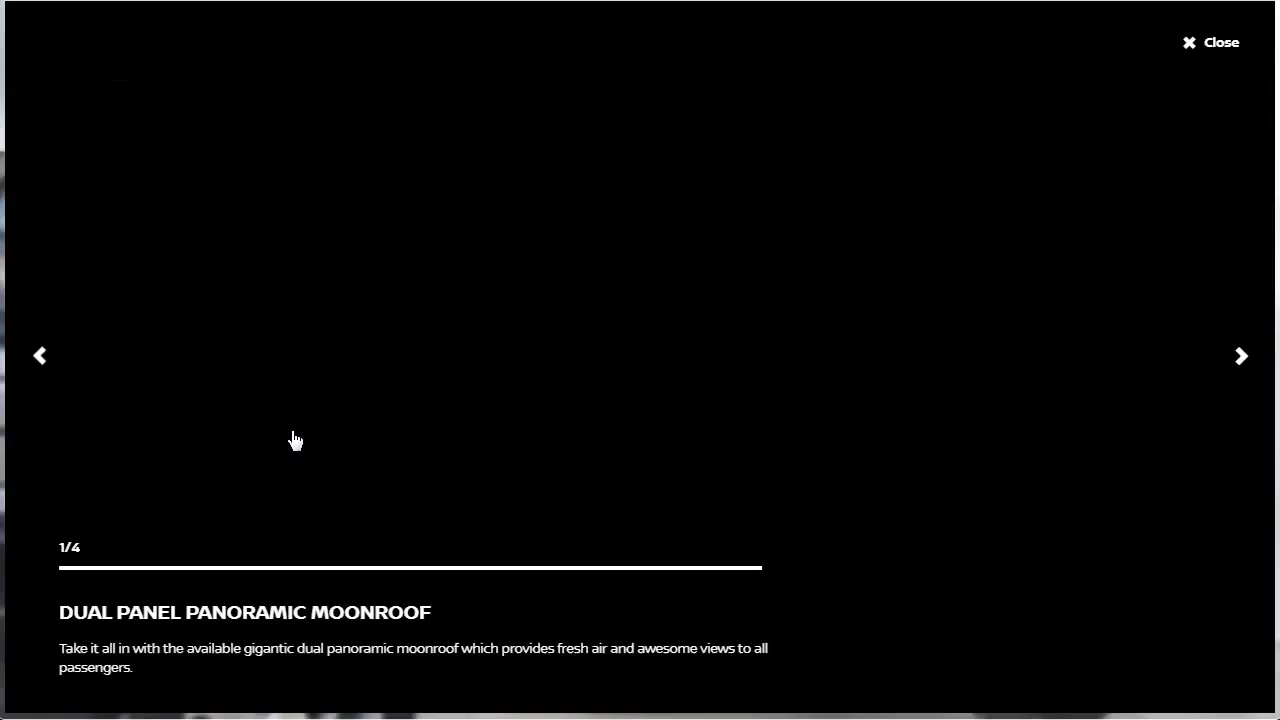 Close
1/4
DUAL PANEL PANORAMIC MOONROOF
Take it all in with the available gigantic dual panoramic moonroof which provides fresh air and awesome views to all
passengers.